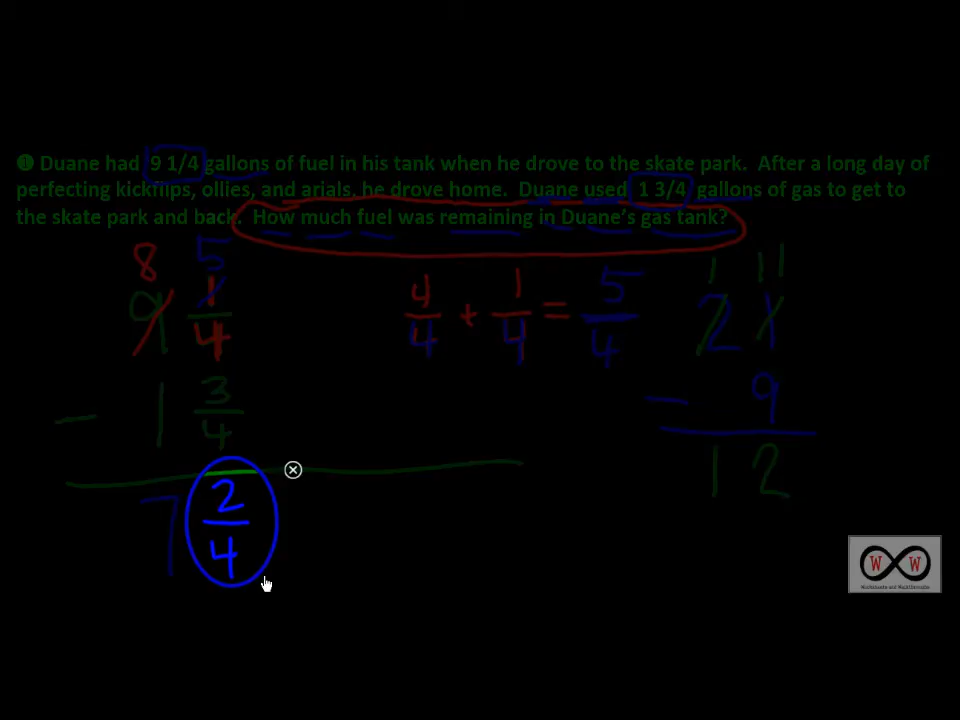 ❶ Duane had 9 1/4 gallons of fuel in his tank when he drove to the skate park. After a long day of
perfecting kickflips, ollies, and arials, he drove home. Duane used 1 3/4 gallons of gas to get to
the skate park and back. How much fuel was remaining in Duane's gas tank?
8 5 1 11
9 1/4 4/4 + 1/4 = 5/4 21
- 1 3/4 - 9
7 2/4 12
W W